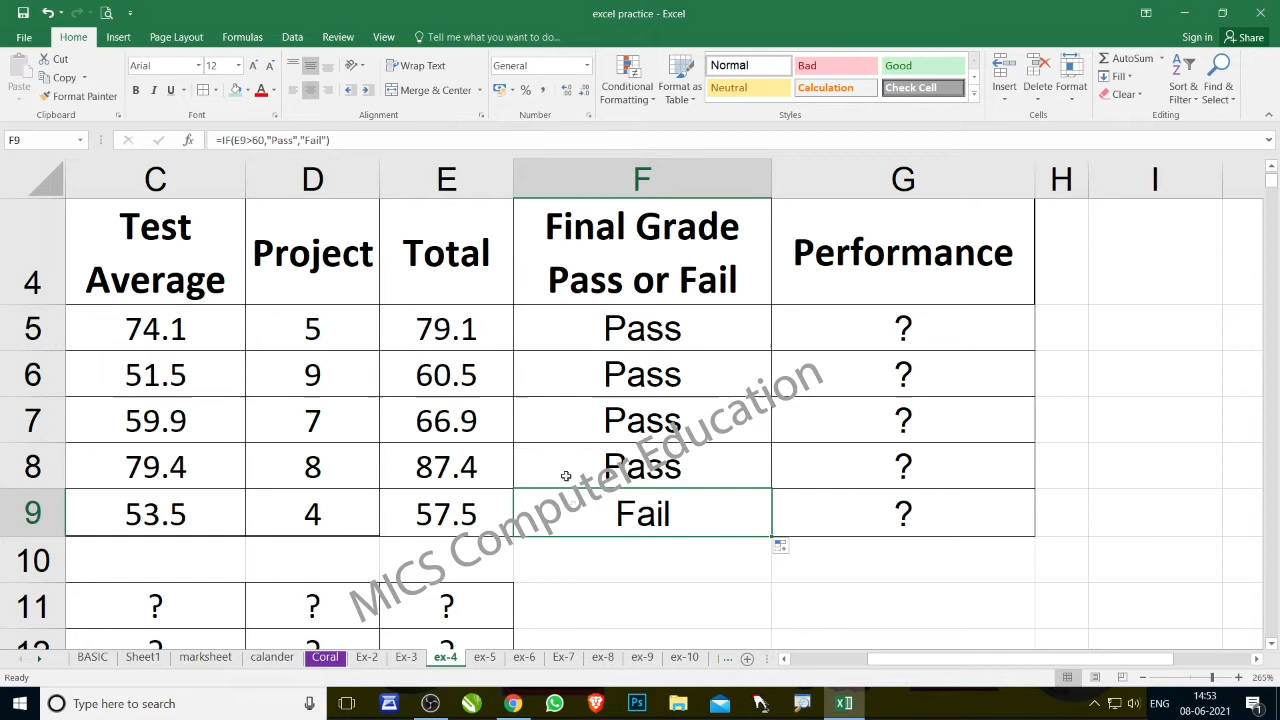 excel practice - Excel
File Home Insert Page Layout Formulas Data Review View Tell me what you want to do... Sign in Share
Paste Cut Copy Format Painter Clipboard
Arial 12 B I U Font
Wrap Text Merge & Center Alignment
General % Number
Conditional Formatting Format as Table
Normal Bad Good
Neutral Calculation Check Cell
Styles
Insert Delete Format Cells
AutoSum Fill Clear Sort & Filter Find & Select Editing
F9 fx =IF(E9>60,"Pass","Fail")
C D E F G H I
4 Test Average Project Total Final Grade Pass or Fail Performance
5 74.1 5 79.1 Pass ?
6 51.5 9 60.5 Pass ?
7 59.9 7 66.9 Pass ?
8 79.4 8 87.4 Pass ?
9 53.5 4 57.5 Fail ?
10
11 ? ? ?
12 ? ? ?
MICS Computer Education
BASIC Sheet1 marksheet calander Coral Ex-2 Ex-3 ex-4 ex-5 ex-6 Ex-7 ex-8 ex-9 ex-10 ...
Ready 265%
Type here to search Ps ENG 14:53
08-06-2021